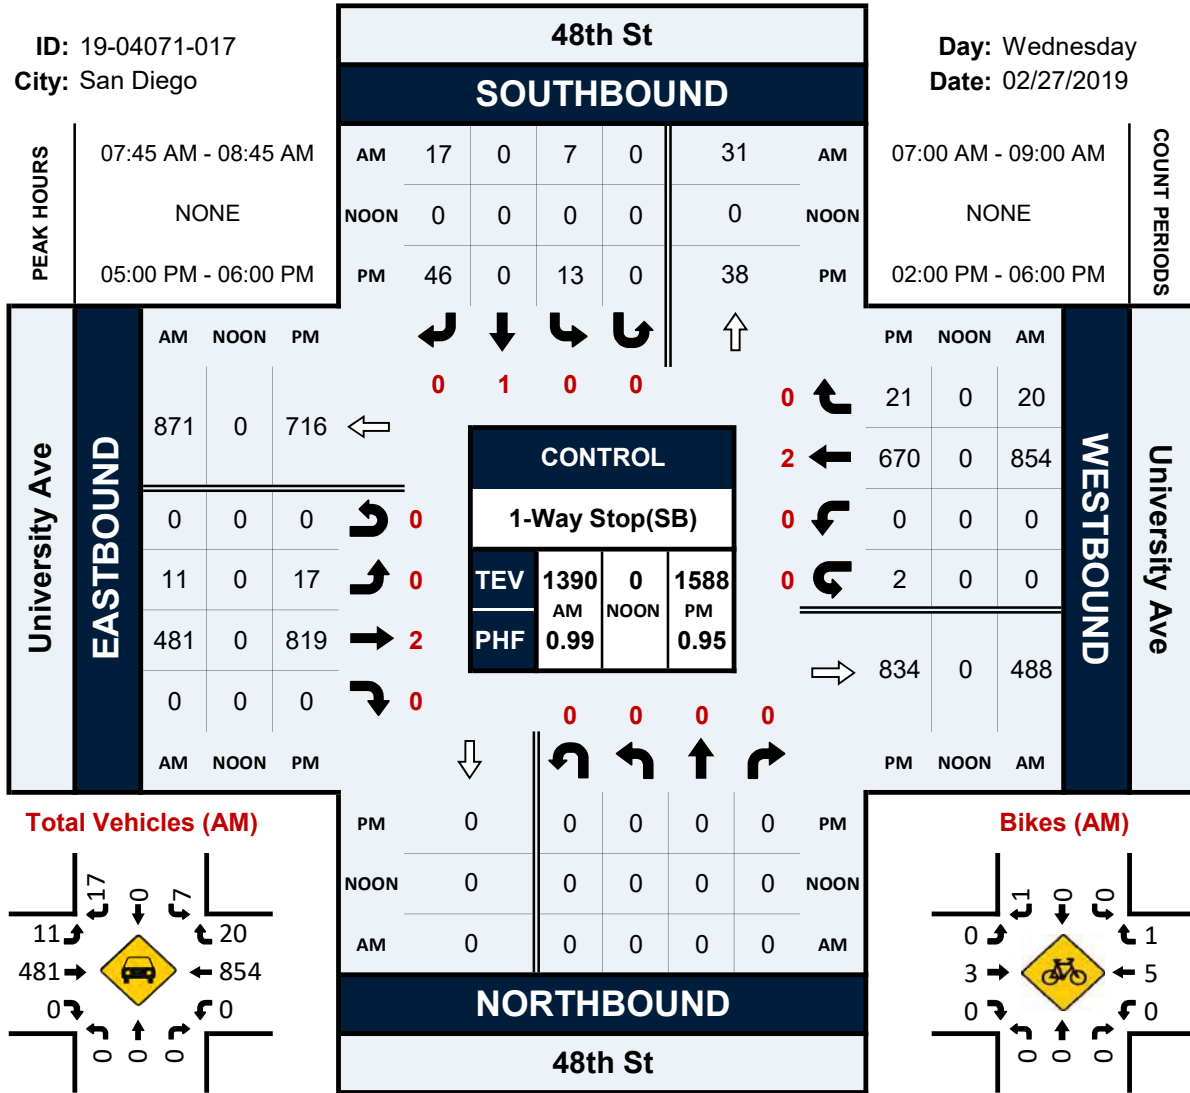 ID: 19-04071-017
City: San Diego
48th St
SOUTHBOUND
Day: Wednesday
Date: 02/27/2019
PEAK HOURS
07:45 AM - 08:45 AM
NONE
05:00 PM - 06:00 PM
AM 17 0 7 0 31 AM
NOON 0 0 0 0 0 NOON
PM 46 0 13 0 38 PM
07:00 AM - 09:00 AM
NONE
02:00 PM - 06:00 PM
COUNT PERIODS
0 1 0 0
University Ave
EASTBOUND
AM NOON PM
871 0 716
0 0 0 0
11 0 17 0
481 0 819 2
0 0 0 0
AM NOON PM
CONTROL
1-Way Stop(SB)
TEV 1390 0 1588
AM NOON PM
PHF 0.99 0.95
PM NOON AM
0 21 0 20
2 670 0 854
0 0 0 0
0 2 0 0
834 0 488
PM NOON AM
WESTBOUND
University Ave
0 0 0 0
PM 0 0 0 0 0 PM
NOON 0 0 0 0 0 NOON
AM 0 0 0 0 0 AM
NORTHBOUND
48th St
Total Vehicles (AM)
17 0 7
11 20
481 854
0 0
0 0 0
Bikes (AM)
1 0 0
0 1
3 5
0 0
0 0 0